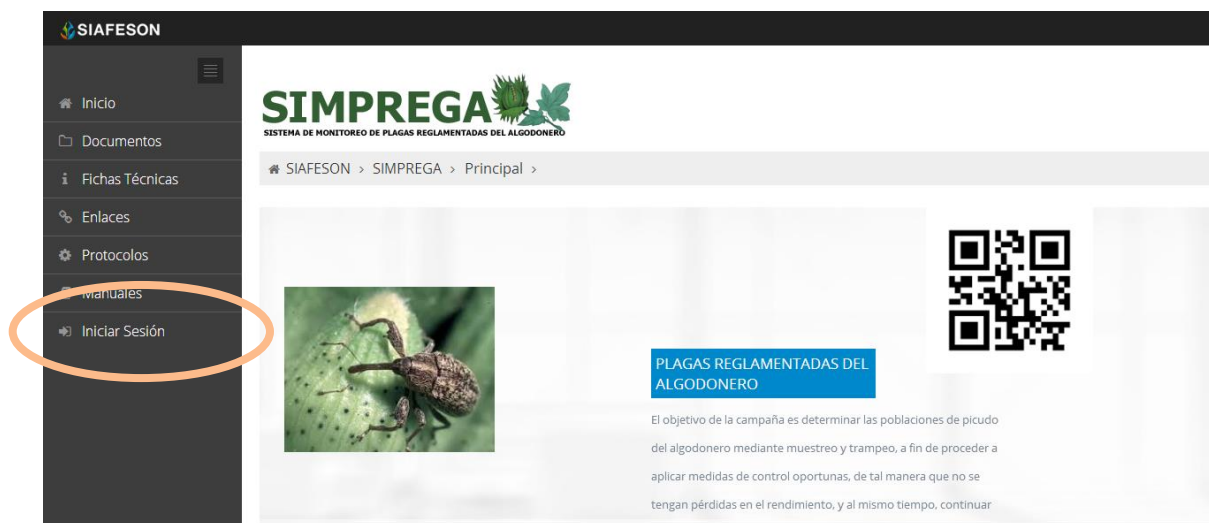 SIAFESON
Inicio
Documentos
Fichas Técnicas
Enlaces
Protocolos
Manuales
Iniciar Sesión
SIMPREGA
SISTEMA DE MONITOREO DE PLAGAS REGLAMENTADAS DEL ALGODONERO
SIAFESON > SIMPREGA > Principal >
PLAGAS REGLAMENTADAS DEL
ALGODONERO
El objetivo de la campaña es determinar las poblaciones de picudo
del algodonero mediante muestreo y trampeo, a fin de proceder a
aplicar medidas de control oportunas, de tal manera que no se
tengan pérdidas en el rendimiento, y al mismo tiempo, continuar